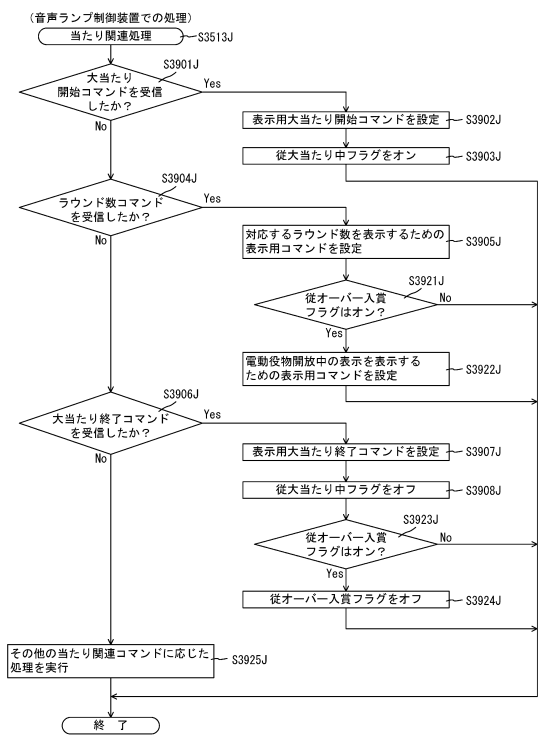 （音声ランプ制御装置での処理）
当たり関連処理
S3513J
S3901J
大当たり
開始コマンドを受信
したか？
Yes
No
表示用大当たり開始コマンドを設定
S3902J
従大当たり中フラグをオン
S3903J
S3904J
ラウンド数コマンド
を受信したか？
Yes
No
対応するラウンド数を表示するための
表示用コマンドを設定
S3905J
S3921J
従オーバー入賞
フラグはオン？
No
Yes
電動役物開放中の表示を表示する
ための表示用コマンドを設定
S3922J
S3906J
大当たり終了コマンド
を受信したか？
Yes
No
表示用大当たり終了コマンドを設定
S3907J
従大当たり中フラグをオフ
S3908J
S3923J
従オーバー入賞
フラグはオン？
No
Yes
従オーバー入賞フラグをオフ
S3924J
その他の当たり関連コマンドに応じた
処理を実行
S3925J
終　了